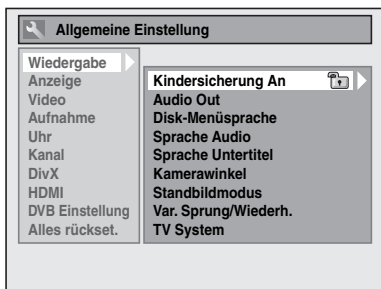 Allgemeine Einstellung
Wiedergabe
Anzeige
Video
Aufnahme
Uhr
Kanal
DivX
HDMI
DVB Einstellung
Alles rückset.
Kindersicherung An
Audio Out
Disk-Menüsprache
Sprache Audio
Sprache Untertitel
Kamerawinkel
Standbildmodus
Var. Sprung/Wiederh.
TV System